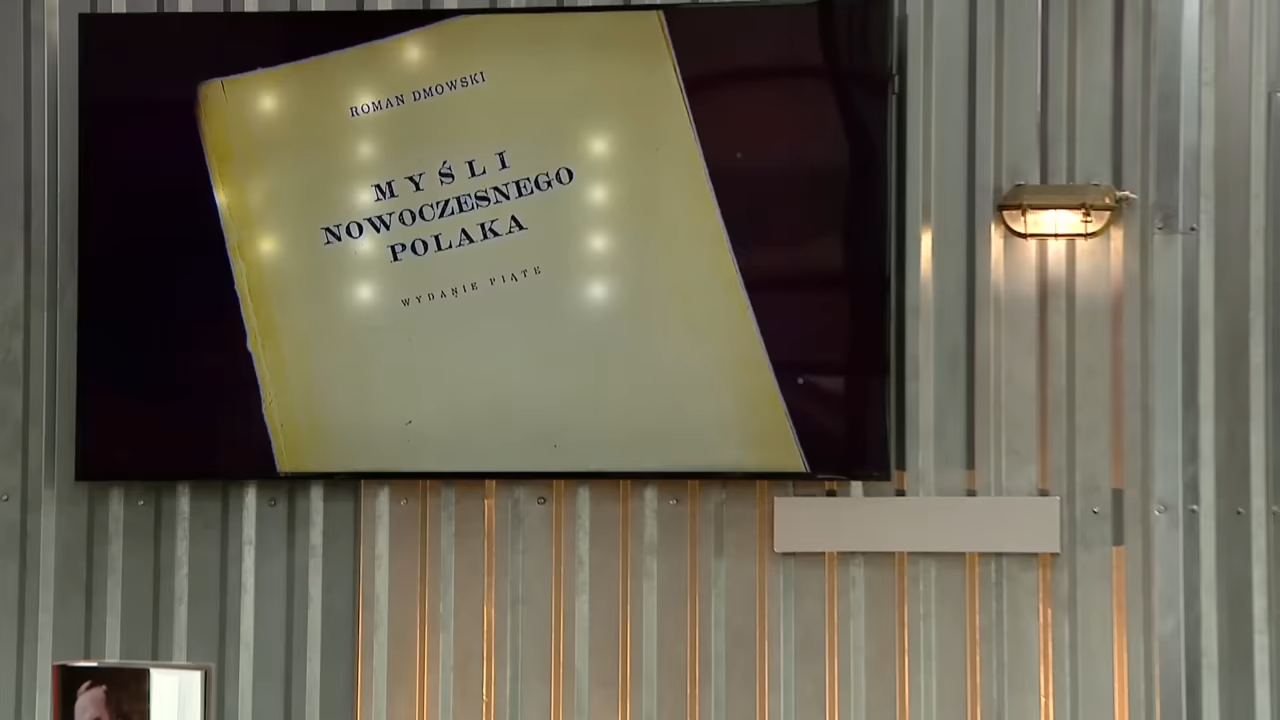 ROMAN DMOWSKI
MYŚLI
NOWOCZESNEGO
POLAKA
WYDANIE PIĄTE